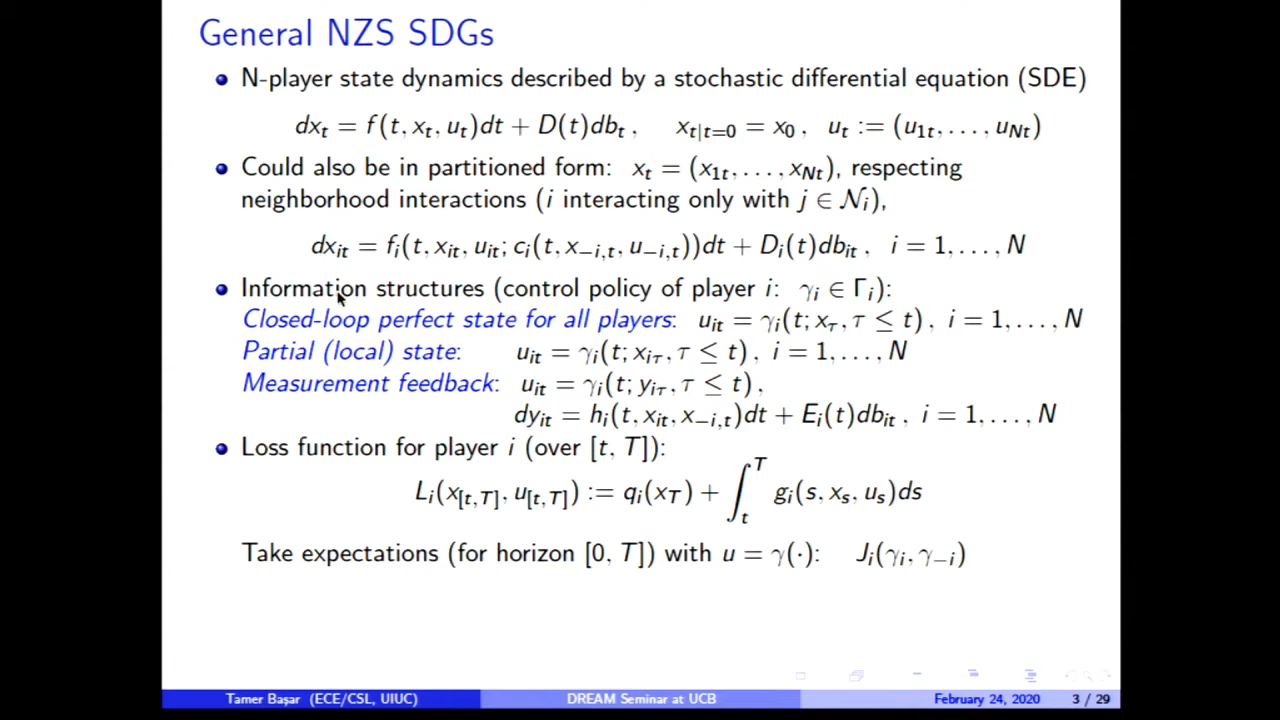 General NZS SDGs
N-player state dynamics described by a stochastic differential equation (SDE)
dx_t = f(t, x_t, u_t)dt + D(t)db_t , x_{t|t=0} = x_0 , u_t := (u_{1t}, . . . , u_{Nt})
Could also be in partitioned form: x_t = (x_{1t}, . . . , x_{Nt}), respecting
neighborhood interactions (i interacting only with j ∈ 𝒩_i),
dx_{it} = f_i(t, x_{it}, u_{it}; c_i(t, x_{−i,t}, u_{−i,t}))dt + D_i(t)db_{it} , i = 1, . . . , N
Information structures (control policy of player i: γ_i ∈ Γ_i):
Closed-loop perfect state for all players: u_{it} = γ_i(t; x_τ, τ ≤ t) , i = 1, . . . , N
Partial (local) state: u_{it} = γ_i(t; x_{iτ}, τ ≤ t) , i = 1, . . . , N
Measurement feedback: u_{it} = γ_i(t; y_{iτ}, τ ≤ t) ,
dy_{it} = h_i(t, x_{it}, x_{−i,t})dt + E_i(t)db_{it} , i = 1, . . . , N
Loss function for player i (over [t, T]):
L_i(x_{[t,T]}, u_{[t,T]}) := q_i(x_T) + ∫_t^T g_i(s, x_s, u_s)ds
Take expectations (for horizon [0, T]) with u = γ(·): J_i(γ_i, γ_{−i})
Tamer Başar (ECE/CSL, UIUC) DREAM Seminar at UCB February 24, 2020 3 / 29